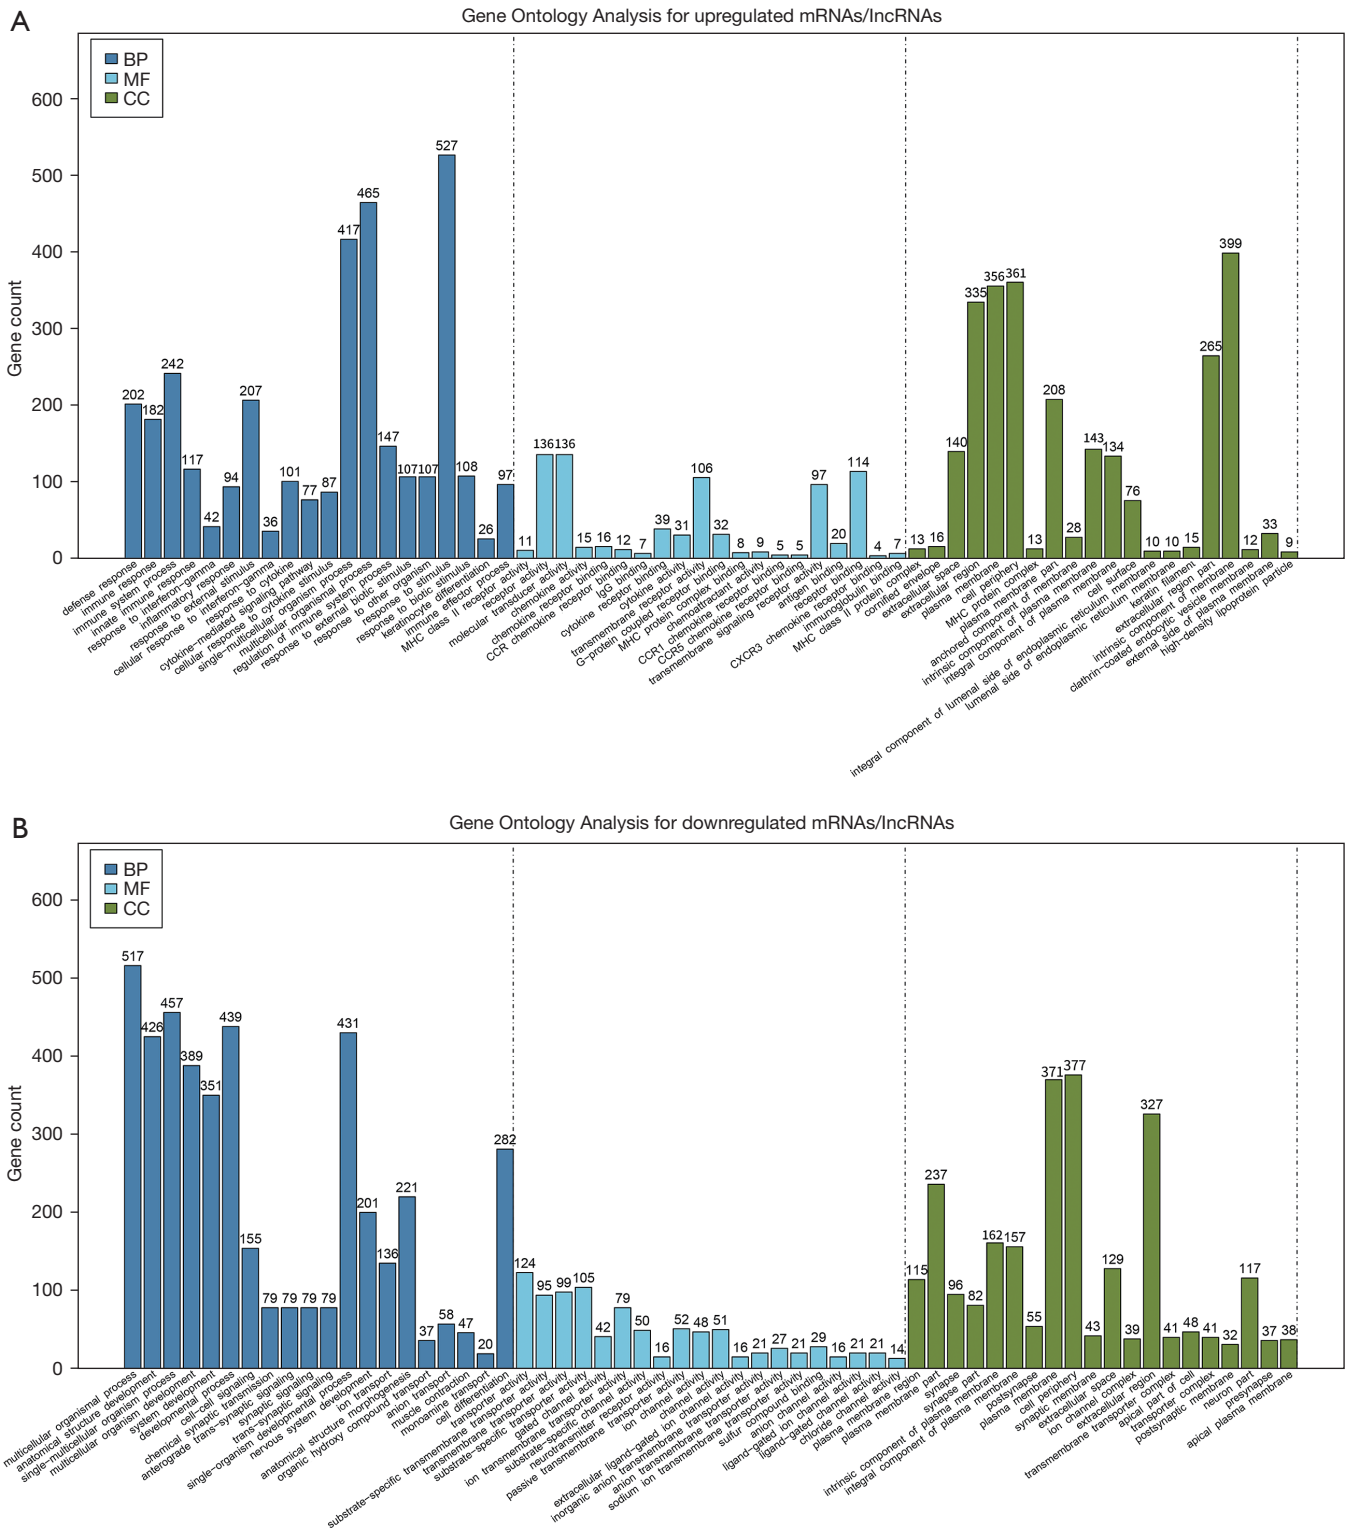 A
Gene Ontology Analysis for upregulated mRNAs/lncRNAs
BP
MF
CC
Gene count
600
500
400
300
200
100
0
202
182
242
117
42
94
207
36
101
77
87
417
465
147
107
107
527
108
26
97
11
136
136
15
16
12
7
39
31
106
32
8
9
5
5
97
20
114
4
7
13
16
140
335
356
361
13
208
28
143
134
76
10
10
15
265
399
12
33
9
defense response
immune response
immune system process
innate immune response
response to interferon-gamma
inflammatory response
response to external stimulus
cellular response to interferon-gamma
response to cytokine
cytokine-mediated signaling pathway
cellular response to cytokine stimulus
single-multicellular organism process
multicellular organismal process
regulation of immune system process
response to external biotic stimulus
response to other organism
response to stimulus
response to biotic stimulus
keratinocyte differentiation
immune effector process
MHC class II receptor activity
receptor activity
molecular transducer activity
chemokine activity
chemokine receptor binding
CCR chemokine receptor binding
IgG binding
cytokine receptor binding
cytokine activity
transmembrane receptor activity
G-protein coupled receptor binding
MHC protein complex binding
chemoattractant activity
CCR1 chemokine receptor binding
CCR5 chemokine receptor binding
transmembrane signaling receptor activity
antigen binding
receptor binding
CXCR3 chemokine receptor binding
immunoglobulin binding
MHC class II protein complex
cornified envelope
extracellular space
extracellular region
plasma membrane
cell periphery
MHC protein complex
plasma membrane part
anchored component of membrane
intrinsic component of plasma membrane
integral component of plasma membrane
cell surface
integral component of lumenal side of endoplasmic reticulum membrane
lumenal side of endoplasmic reticulum membrane
keratin filament
extracellular region part
intrinsic component of membrane
clathrin-coated endocytic vesicle membrane
external side of plasma membrane
high-density lipoprotein particle
B
Gene Ontology Analysis for downregulated mRNAs/lncRNAs
BP
MF
CC
Gene count
600
500
400
300
200
100
0
517
426
457
389
351
439
155
79
79
79
79
431
201
136
221
37
58
47
20
282
124
95
99
105
42
79
50
16
52
48
51
16
21
27
21
29
16
21
21
14
115
237
96
82
162
157
55
371
377
43
129
39
327
41
48
41
32
117
37
38
multicellular organismal process
anatomical structure development
single-multicellular organism process
multicellular organism development
system development
developmental process
cell-cell signaling
chemical synaptic transmission
anterograde trans-synaptic signaling
synaptic signaling
trans-synaptic signaling
single-organism developmental process
nervous system development
ion transport
anatomical structure morphogenesis
organic hydroxy compound transport
anion transport
muscle contraction
monoamine transport
cell differentiation
transporter activity
substrate-specific transmembrane transporter activity
transmembrane transporter activity
substrate-specific transporter activity
gated channel activity
ion transmembrane transporter activity
substrate-specific channel activity
neurotransmitter receptor activity
passive transmembrane transporter activity
ion channel activity
channel activity
extracellular ligand-gated ion channel activity
inorganic anion transmembrane transporter activity
anion transmembrane transporter activity
sodium ion transmembrane transporter activity
sulfur compound binding
ligand-gated ion channel activity
ligand-gated channel activity
chloride channel activity
plasma membrane region
plasma membrane part
synapse
synapse part
intrinsic component of plasma membrane
integral component of plasma membrane
postsynapse
plasma membrane
cell periphery
synaptic membrane
extracellular space
ion channel complex
extracellular region
transmembrane transporter complex
apical part of cell
transporter complex
postsynaptic membrane
neuron part
presynapse
apical plasma membrane